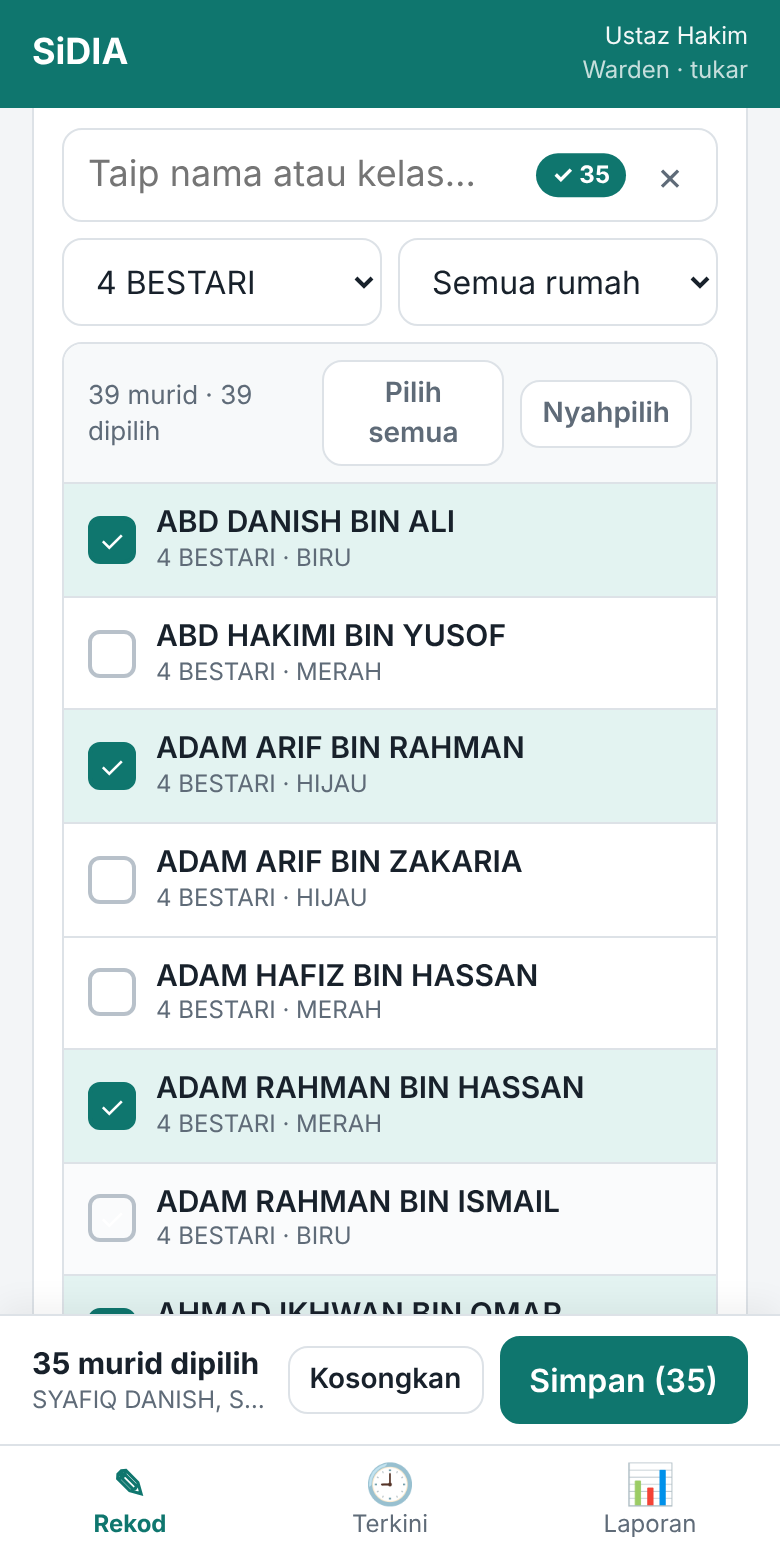 SiDIA
Ustaz Hakim
Warden · tukar
Taip nama atau kelas...
✓ 35
×
4 BESTARI
Semua rumah
39 murid · 39
dipilih
Pilih
semua
Nyahpilih
ABD DANISH BIN ALI
4 BESTARI · BIRU
ABD HAKIMI BIN YUSOF
4 BESTARI · MERAH
ADAM ARIF BIN RAHMAN
4 BESTARI · HIJAU
ADAM ARIF BIN ZAKARIA
4 BESTARI · HIJAU
ADAM HAFIZ BIN HASSAN
4 BESTARI · MERAH
ADAM RAHMAN BIN HASSAN
4 BESTARI · MERAH
ADAM RAHMAN BIN ISMAIL
4 BESTARI · BIRU
AHMAD IKHWAN BIN OMAR
35 murid dipilih
SYAFIQ DANISH, S...
Kosongkan
Simpan (35)
Rekod
Terkini
Laporan